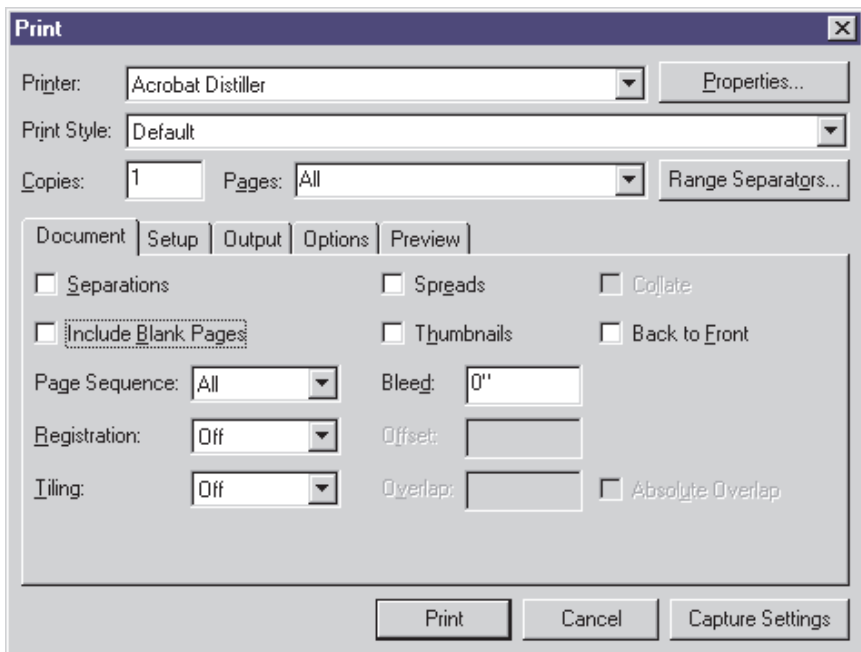 Print
Printer: Acrobat Distiller Properties...
Print Style: Default
Copies: 1 Pages: All Range Separators...
Document Setup Output Options Preview
Separations Spreads Collate
Include Blank Pages Thumbnails Back to Front
Page Sequence: All Bleed: 0"
Registration: Off Offset:
Tiling: Off Overlap: Absolute Overlap
Print Cancel Capture Settings